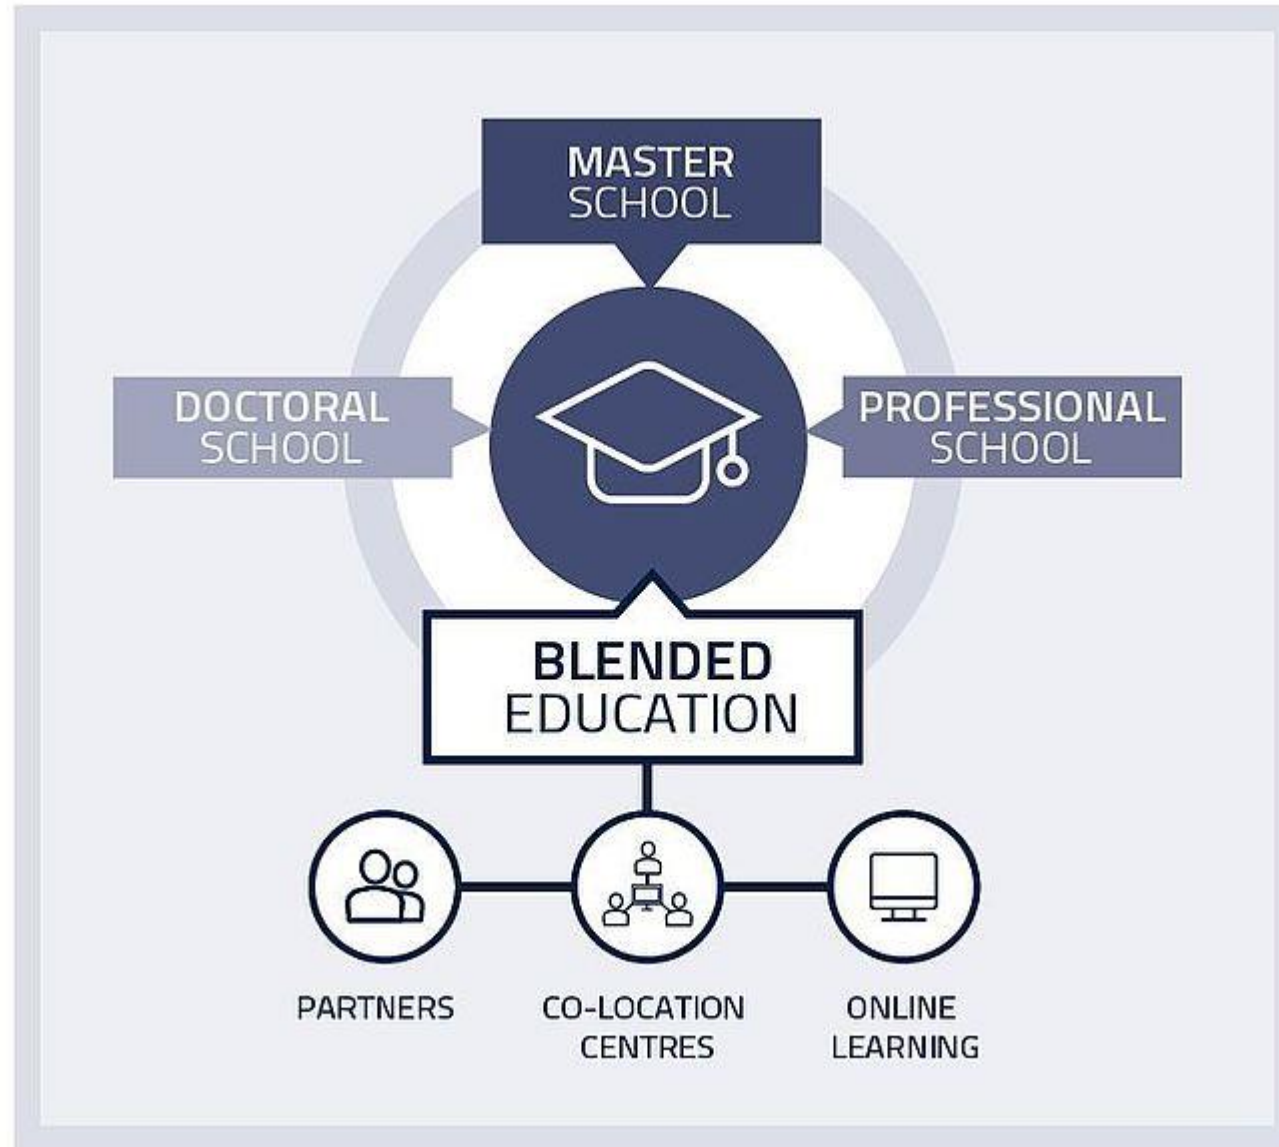 MASTER
SCHOOL
DOCTORAL
SCHOOL
PROFESSIONAL
SCHOOL
BLENDED
EDUCATION
PARTNERS
CO-LOCATION
CENTRES
ONLINE
LEARNING